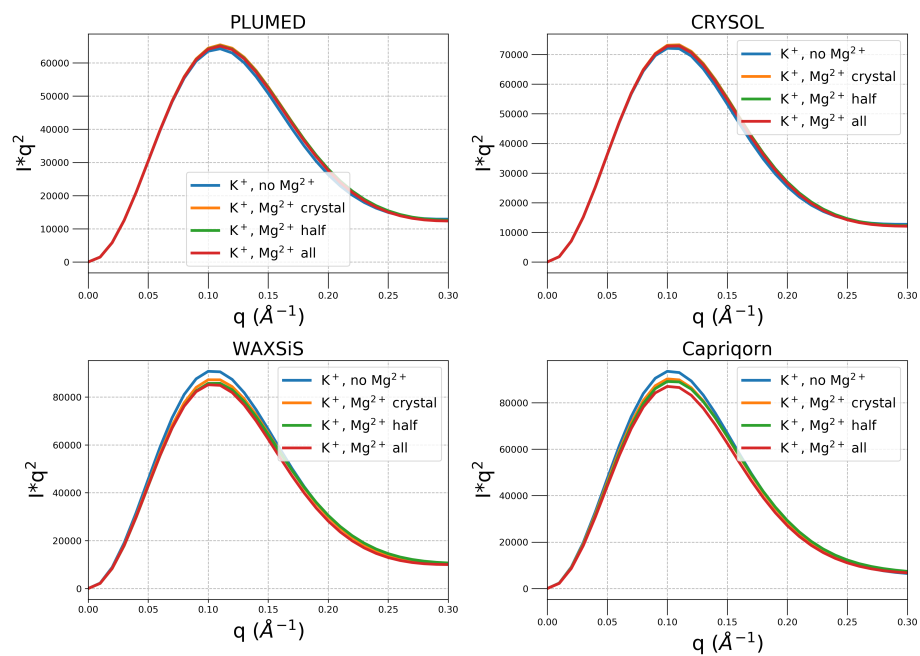 PLUMED
I*q²
70000
60000
50000
40000
30000
20000
10000
0
K⁺, no Mg²⁺
K⁺, Mg²⁺ crystal
K⁺, Mg²⁺ half
K⁺, Mg²⁺ all
0.00 0.05 0.10 0.15 0.20 0.25 0.30
q (Å⁻¹)
CRYSOL
I*q²
70000
60000
50000
40000
30000
20000
10000
0
K⁺, no Mg²⁺
K⁺, Mg²⁺ crystal
K⁺, Mg²⁺ half
K⁺, Mg²⁺ all
0.00 0.05 0.10 0.15 0.20 0.25 0.30
q (Å⁻¹)
WAXSiS
I*q²
80000
60000
40000
20000
0
K⁺, no Mg²⁺
K⁺, Mg²⁺ crystal
K⁺, Mg²⁺ half
K⁺, Mg²⁺ all
0.00 0.05 0.10 0.15 0.20 0.25 0.30
q (Å⁻¹)
Capriqorn
I*q²
80000
60000
40000
20000
0
K⁺, no Mg²⁺
K⁺, Mg²⁺ crystal
K⁺, Mg²⁺ half
K⁺, Mg²⁺ all
0.00 0.05 0.10 0.15 0.20 0.25 0.30
q (Å⁻¹)